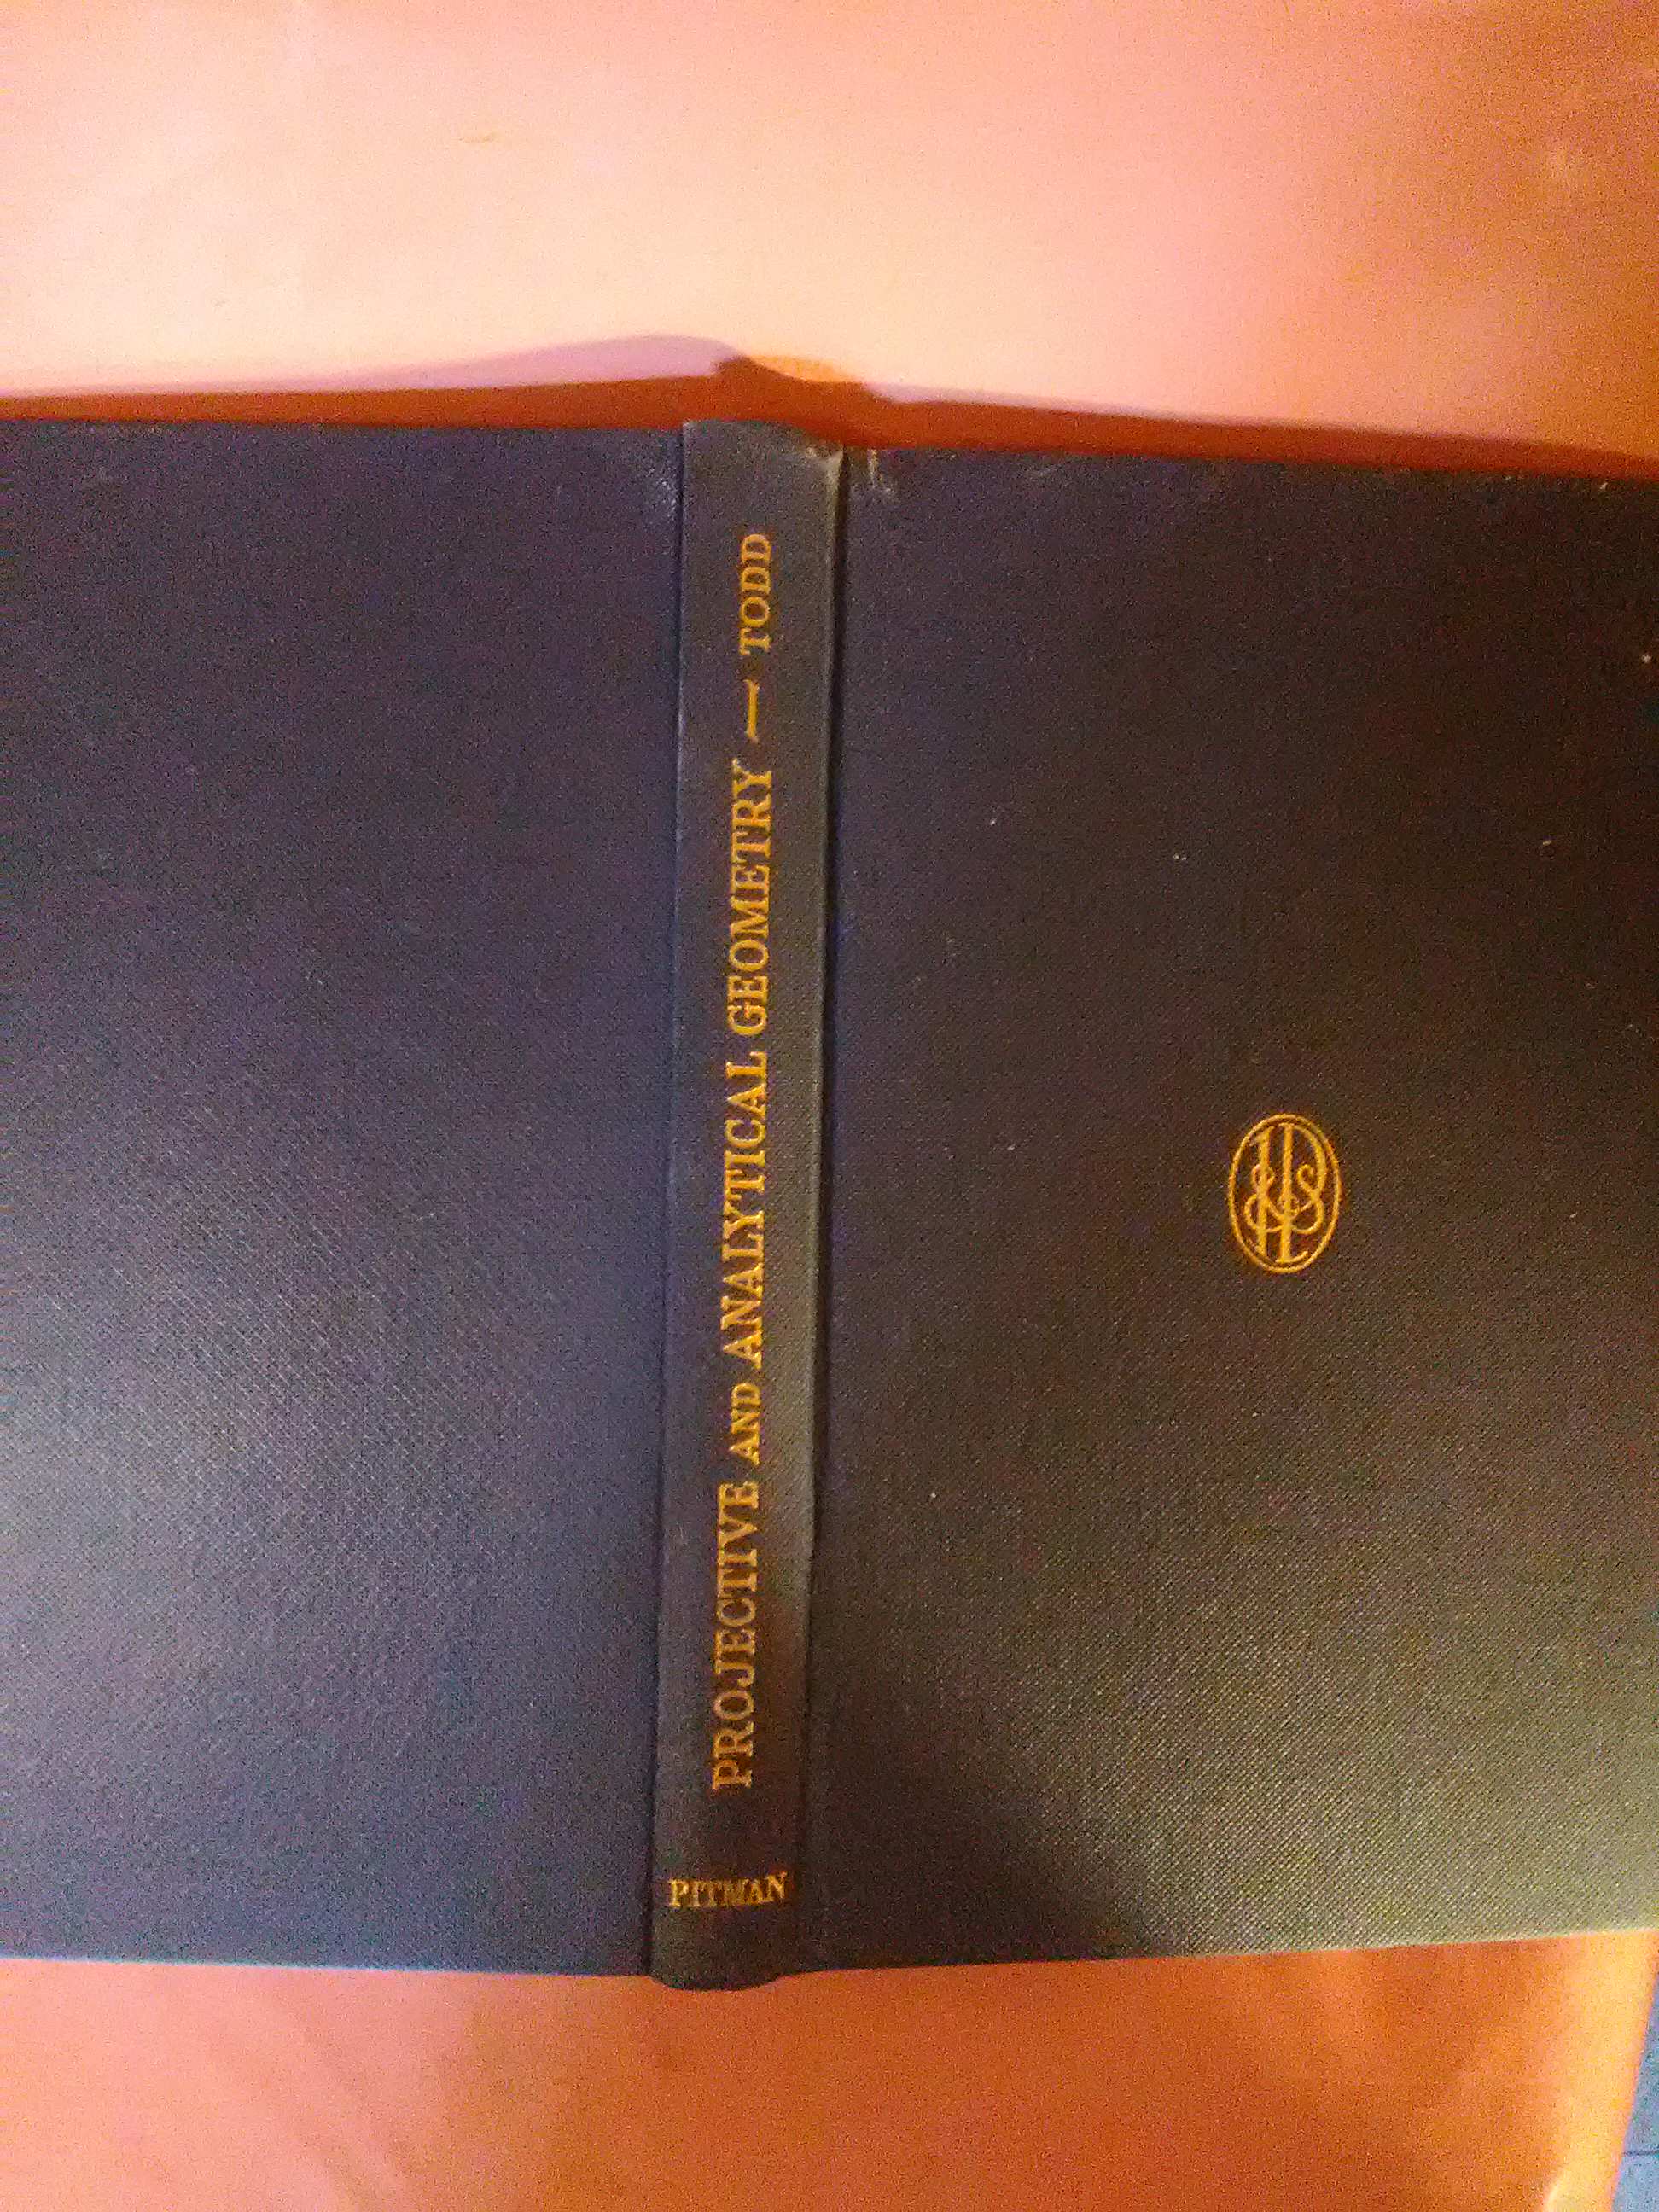 PROJECTIVE AND ANALYTICAL GEOMETRY — TODD
PITMAN